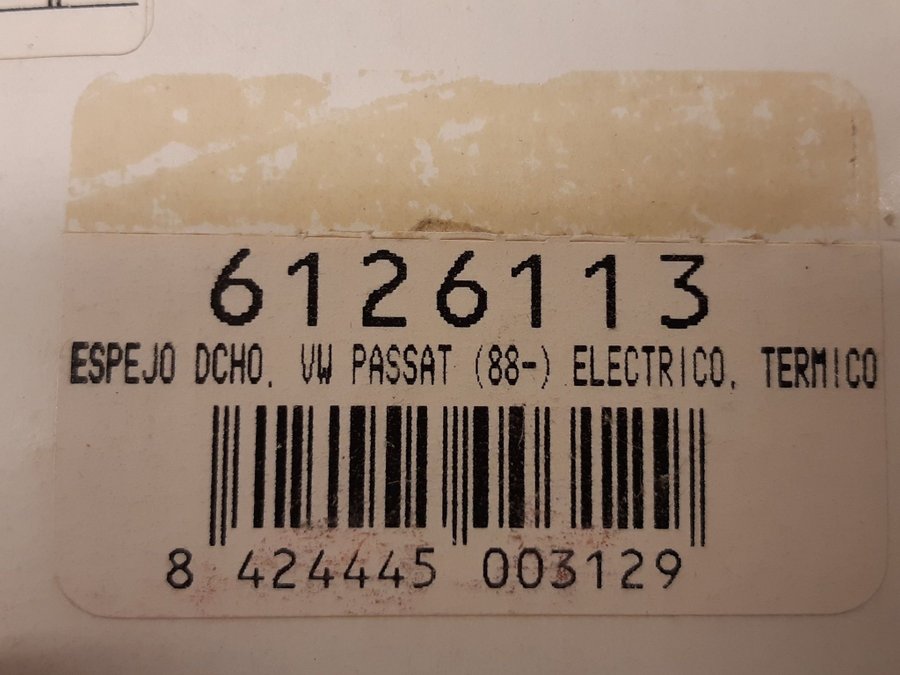 6126113
ESPEJO DCHO. VW PASSAT (88-) ELECTRICO. TERMICO
8 424445 003129